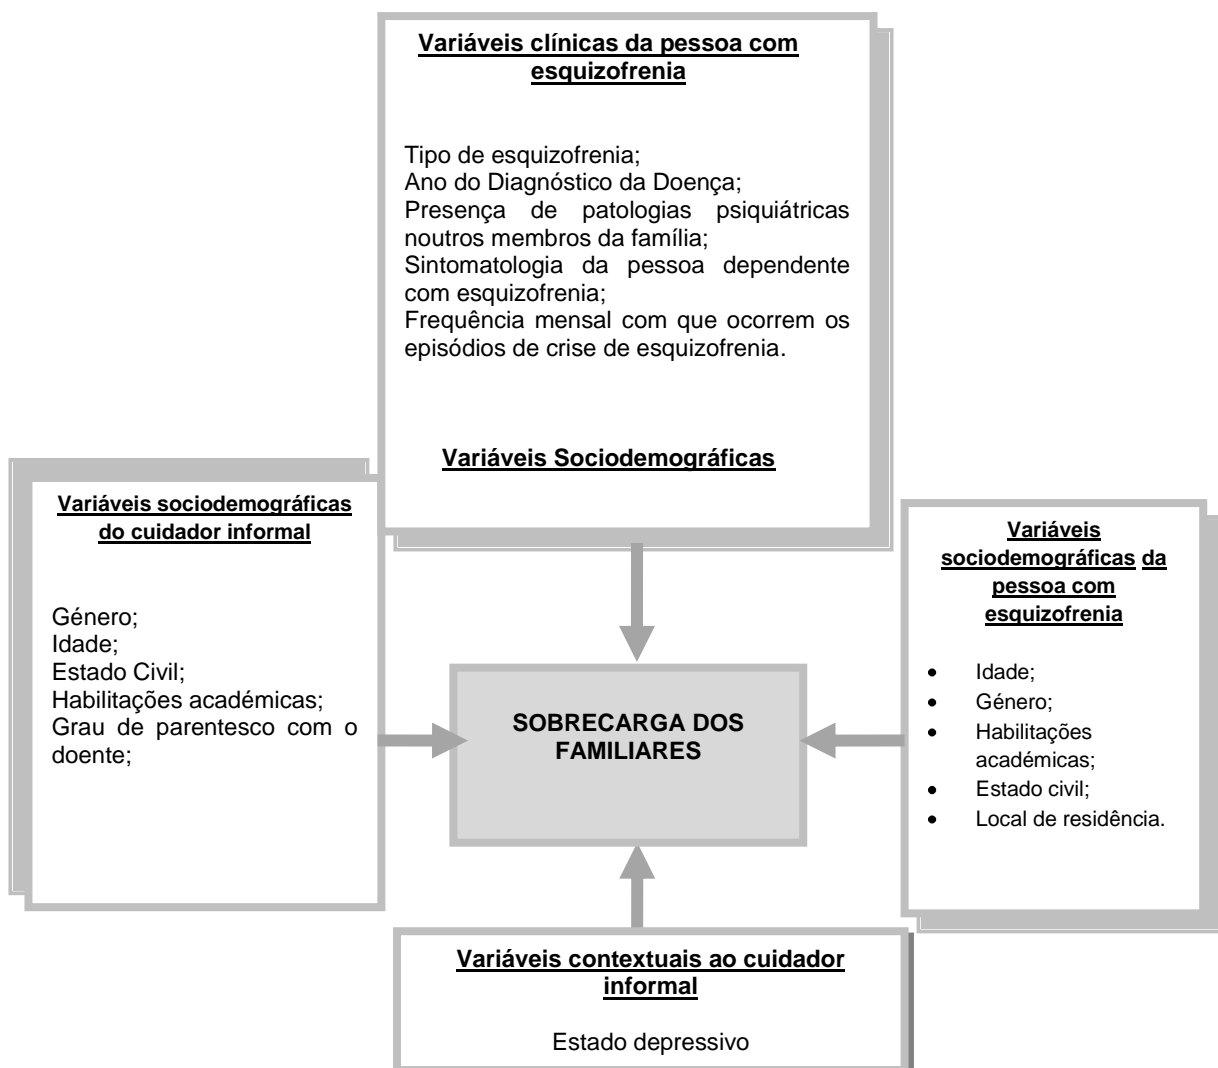 Variáveis clínicas da pessoa com
esquizofrenia
Tipo de esquizofrenia;
Ano do Diagnóstico da Doença;
Presença de patologias psiquiátricas
noutros membros da família;
Sintomatologia da pessoa dependente
com esquizofrenia;
Frequência mensal com que ocorrem os
episódios de crise de esquizofrenia.
Variáveis Sociodemográficas
Variáveis sociodemográficas
do cuidador informal
Género;
Idade;
Estado Civil;
Habilitações académicas;
Grau de parentesco com o
doente;
SOBRECARGA DOS
FAMILIARES
Variáveis
sociodemográficas da
pessoa com
esquizofrenia
• Idade;
• Género;
• Habilitações
académicas;
• Estado civil;
• Local de residência.
Variáveis contextuais ao cuidador
informal
Estado depressivo